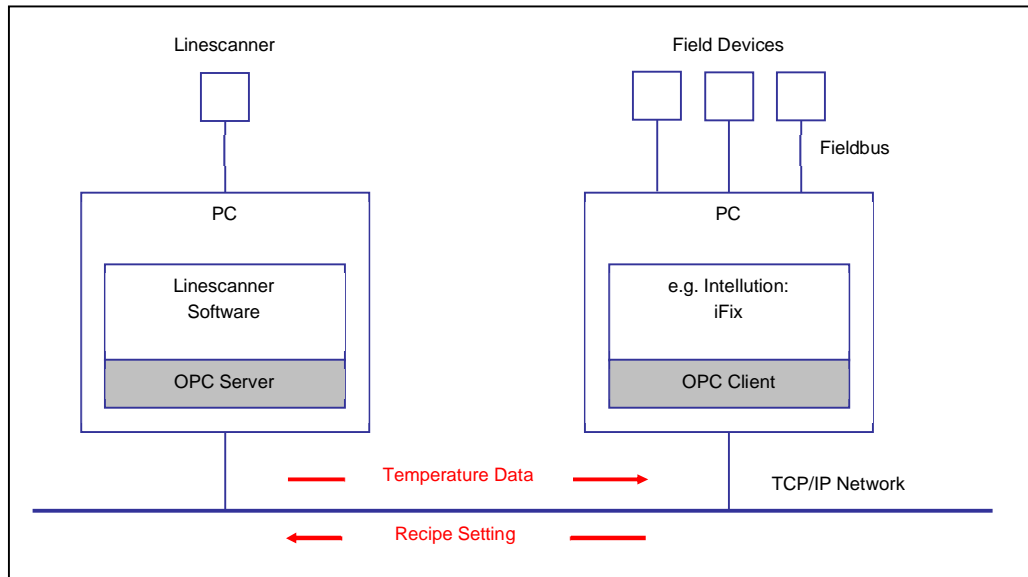 Linescanner
Field Devices
Fieldbus
PC
PC
Linescanner
Software
e.g. Intellution:
iFix
OPC Server
OPC Client
Temperature Data
TCP/IP Network
Recipe Setting